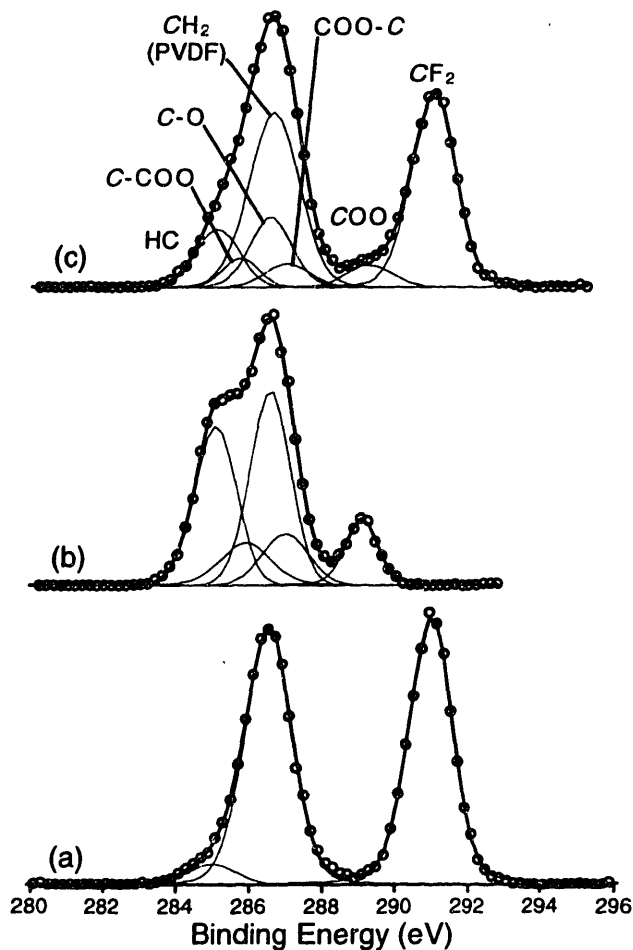 CH₂
(PVDF)
COO-C
CF₂
C-O
C-COO
COO
HC
(c)
(b)
(a)
280 282 284 286 288 290 292 294 296
Binding Energy (eV)